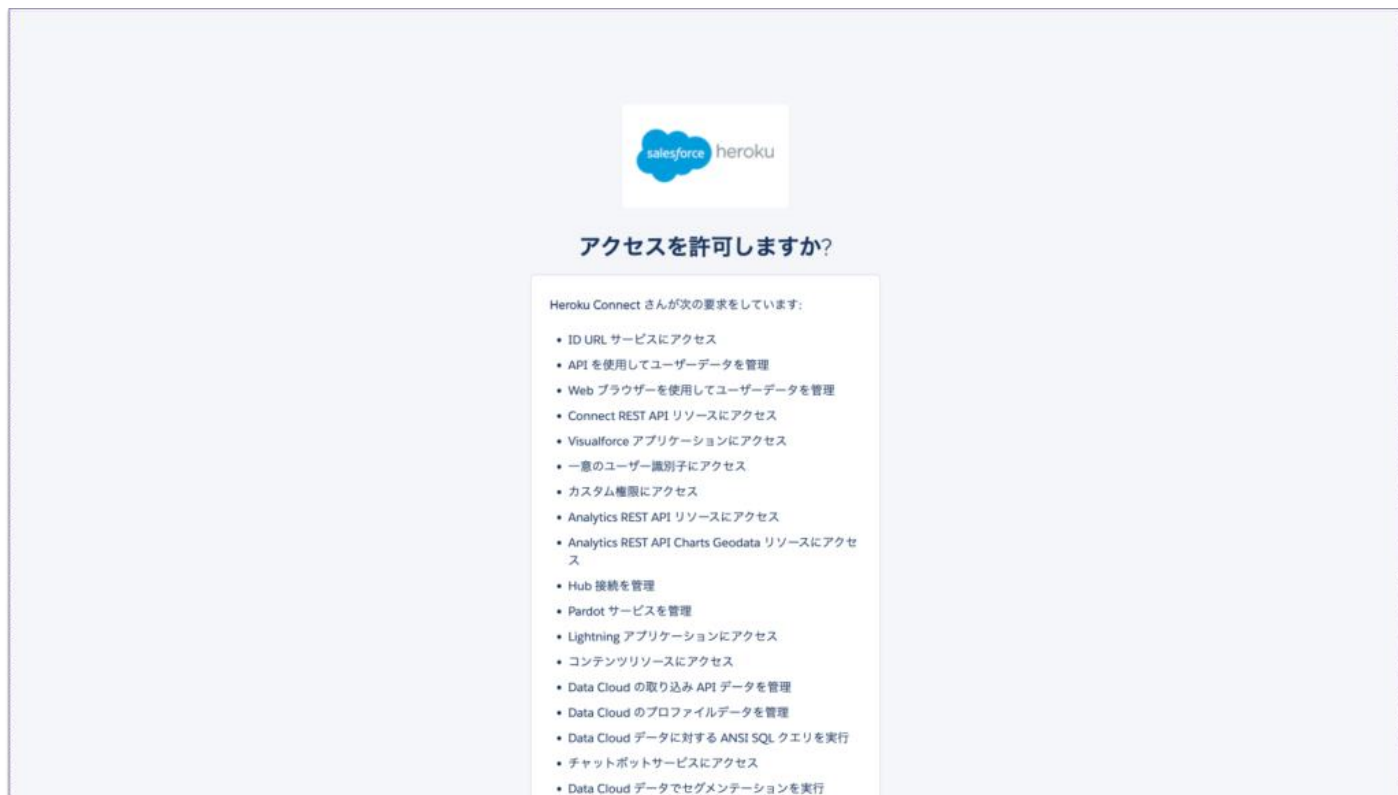 salesforce heroku
アクセスを許可しますか?
Heroku Connect さんが次の要求をしています:
• ID URL サービスにアクセス
• API を使用してユーザーデータを管理
• Web ブラウザーを使用してユーザーデータを管理
• Connect REST API リソースにアクセス
• Visualforce アプリケーションにアクセス
• 一意のユーザー識別子にアクセス
• カスタム権限にアクセス
• Analytics REST API リソースにアクセス
• Analytics REST API Charts Geodata リソースにアクセ
ス
• Hub 接続を管理
• Pardot サービスを管理
• Lightning アプリケーションにアクセス
• コンテンツリソースにアクセス
• Data Cloud の取り込み API データを管理
• Data Cloud のプロファイルデータを管理
• Data Cloud データに対する ANSI SQL クエリを実行
• チャットボットサービスにアクセス
• Data Cloud データでセグメンテーションを実行